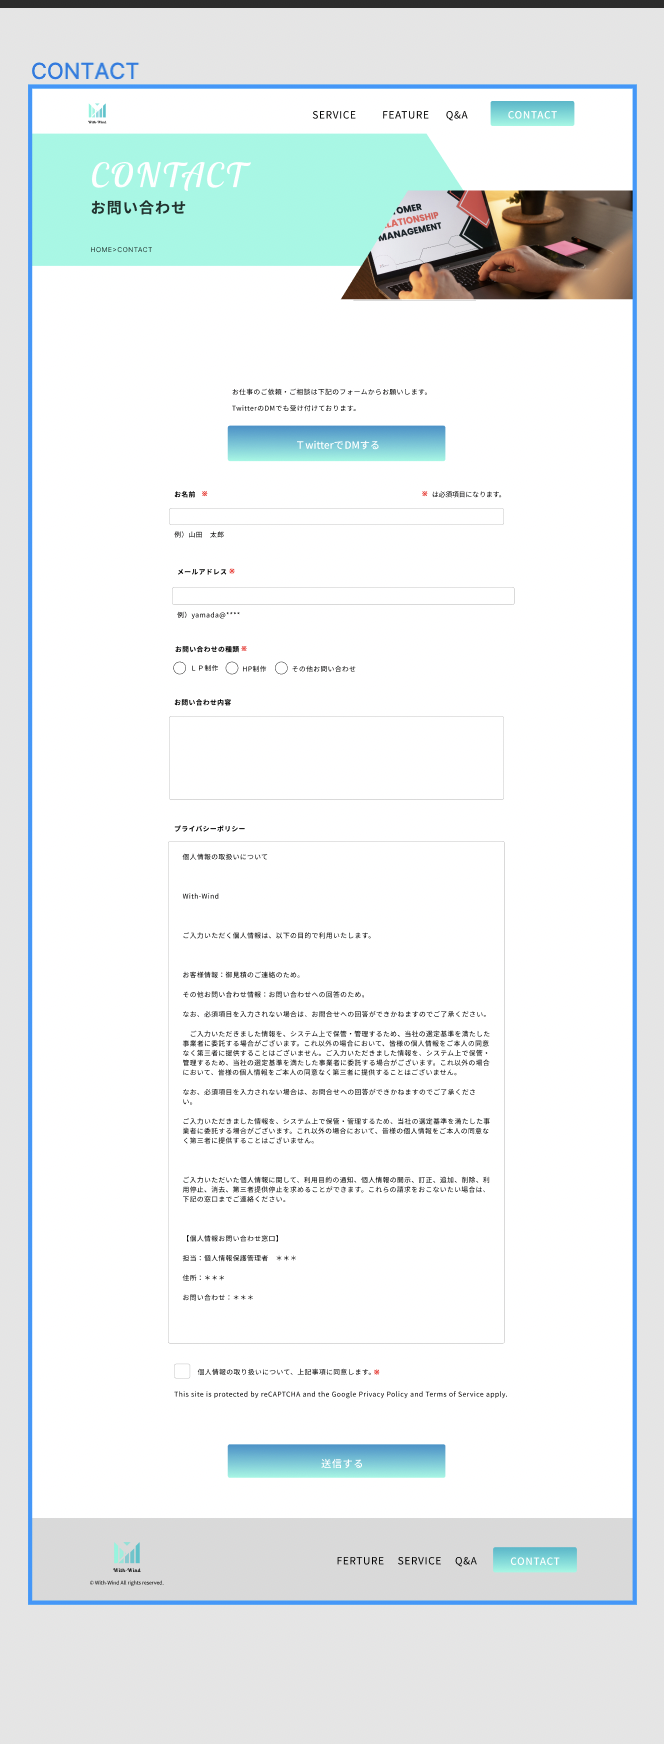 CONTACT
With-Wind
SERVICE FEATURE Q&A CONTACT
CONTACT
お問い合わせ
HOME>CONTACT
RELATIONSHIP
MANAGEMENT
お仕事のご依頼・ご相談は下記のフォームからお願いします。
TwitterのDMでも受け付けております。
TwitterでDMする
お名前 ※ ※ は必須項目になります。
例）山田　太郎
メールアドレス ※
例）yamada@****
お問い合わせの種類 ※
ＬＰ制作 HP制作 その他お問い合わせ
お問い合わせ内容
プライバシーポリシー
個人情報の取扱いについて
With-Wind
ご入力いただく個人情報は、以下の目的で利用いたします。
お客様情報：御見積のご連絡のため。
その他お問い合わせ情報：お問い合わせへの回答のため。
なお、必須項目を入力されない場合は、お問合せへの回答ができかねますのでご了承ください。
　ご入力いただきました情報を、システム上で保管・管理するため、当社の選定基準を満たした
事業者に委託する場合がございます。これ以外の場合において、皆様の個人情報をご本人の同意
なく第三者に提供することはございません。ご入力いただきました情報を、システム上で保管・
管理するため、当社の選定基準を満たした事業者に委託する場合がございます。これ以外の場合
において、皆様の個人情報をご本人の同意なく第三者に提供することはございません。
なお、必須項目を入力されない場合は、お問合せへの回答ができかねますのでご了承くださ
い。
ご入力いただきました情報を、システム上で保管・管理するため、当社の選定基準を満たした事
業者に委託する場合がございます。これ以外の場合において、皆様の個人情報をご本人の同意な
く第三者に提供することはございません。
ご入力いただいた個人情報に関して、利用目的の通知、個人情報の開示、訂正、追加、削除、利
用停止、消去、第三者提供停止を求めることができます。これらの請求をおこないたい場合は、
下記の窓口までご連絡ください。
【個人情報お問い合わせ窓口】
担当：個人情報保護管理者　＊＊＊
住所：＊＊＊
お問い合わせ：＊＊＊
個人情報の取り扱いについて、上記事項に同意します。※
This site is protected by reCAPTCHA and the Google Privacy Policy and Terms of Service apply.
送信する
With-Wind
© With-Wind All rights reserved.
FERTURE SERVICE Q&A CONTACT